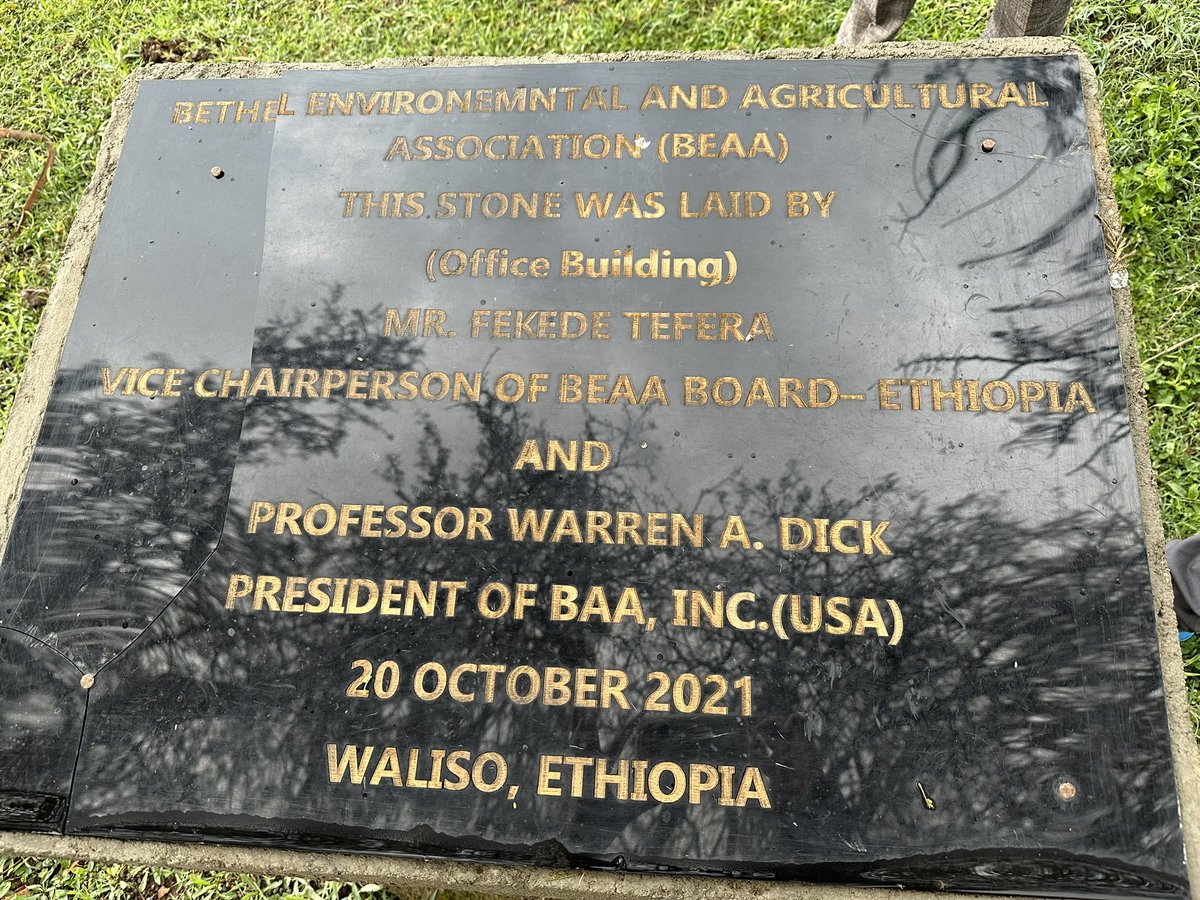 BETHEL ENVIRONEMNTAL AND AGRICULTURAL
ASSOCIATION (BEAA)
THIS STONE WAS LAID BY
(Office Building)
MR. FEKEDE TEFERA
VICE CHAIRPERSON OF BEAA BOARD– ETHIOPIA
AND
PROFESSOR WARREN A. DICK
PRESIDENT OF BAA, INC.(USA)
20 OCTOBER 2021
WALISO, ETHIOPIA